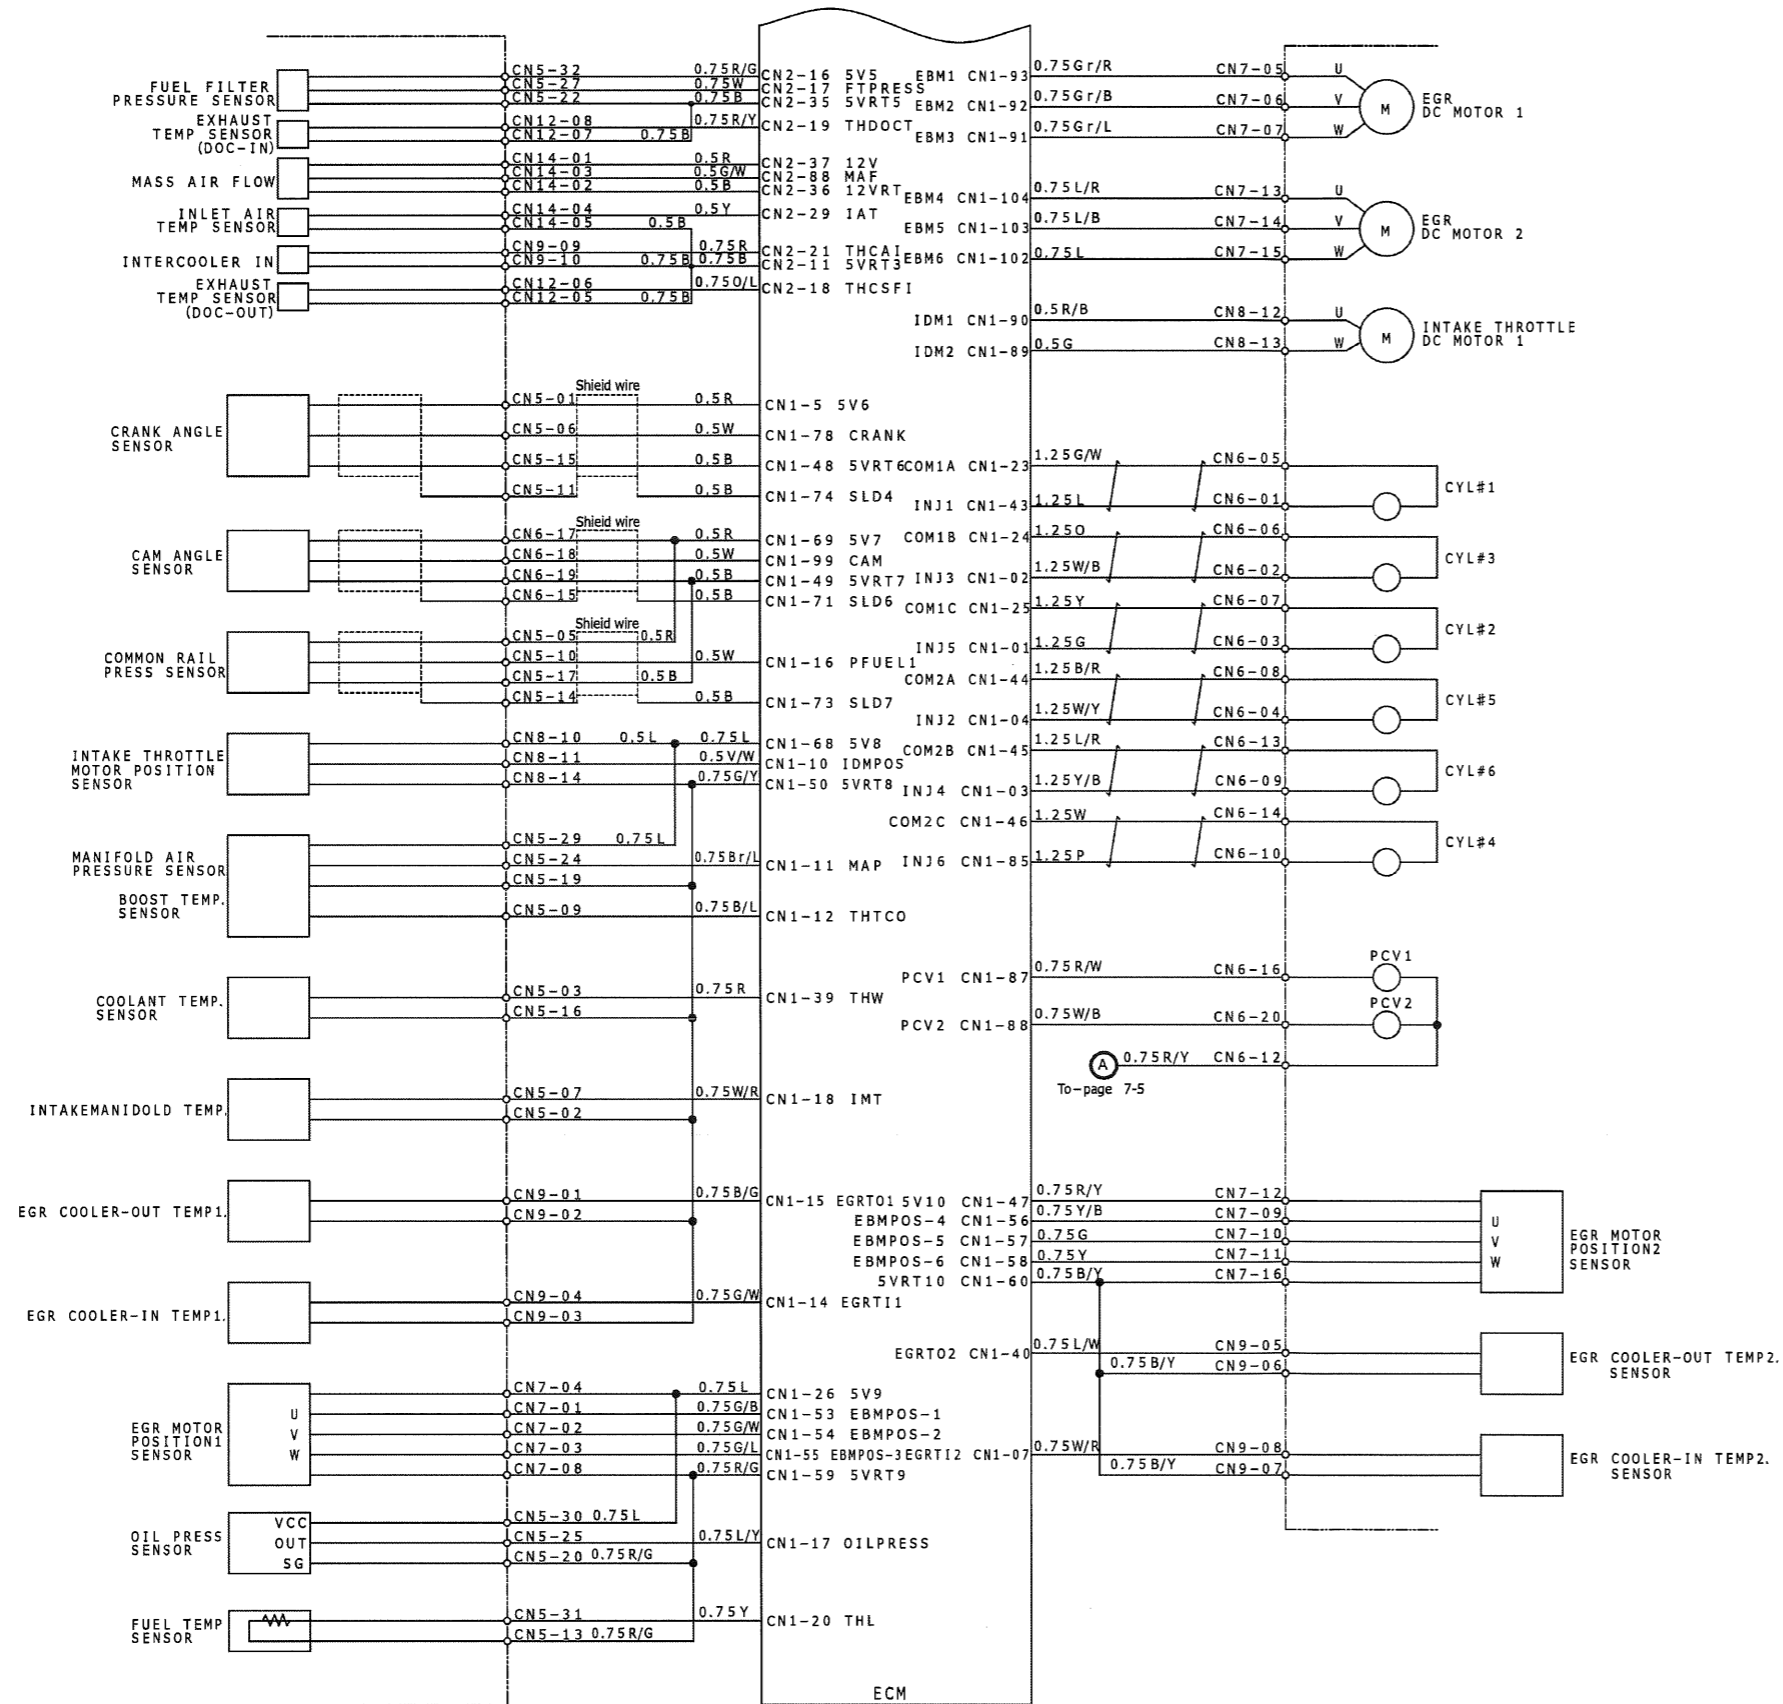 FUEL FILTER
PRESSURE SENSOR
CN5-32 0.75R/G CN2-16 5V5
CN5-27 0.75W CN2-17 FTPRESS
CN5-22 0.75B CN2-35 5VRT5
EXHAUST
TEMP SENSOR
(DOC-IN)
CN12-08 0.75R/Y CN2-19 THDOCT
CN12-07 0.75B
MASS AIR FLOW
CN14-01 0.5R CN2-37 12V
CN14-03 0.5G/W CN2-88 MAF
CN14-02 0.5B CN2-36 12VRT
INLET AIR
TEMP SENSOR
CN14-04 0.5Y CN2-29 IAT
CN14-05 0.5B
INTERCOOLER IN
CN9-09 0.75R CN2-21 THCAI
CN9-10 0.75B 0.75B CN2-11 5VRT3
EXHAUST
TEMP SENSOR
(DOC-OUT)
CN12-06 0.75O/L CN2-18 THCSFI
CN12-05 0.75B
CRANK ANGLE
SENSOR
Shield wire
CN5-01 0.5R CN1-5 5V6
CN5-06 0.5W CN1-78 CRANK
CN5-15 0.5B CN1-48 5VRT6
CN5-11 0.5B CN1-74 SLD4
CAM ANGLE
SENSOR
Shield wire
CN6-17 0.5R CN1-69 5V7
CN6-18 0.5W CN1-99 CAM
CN6-19 0.5B CN1-49 5VRT7
CN6-15 0.5B CN1-71 SLD6
COMMON RAIL
PRESS SENSOR
Shield wire
CN5-05 0.5R
CN5-10 0.5W CN1-16 PFUEL1
CN5-17 0.5B
CN5-14 0.5B CN1-73 SLD7
INTAKE THROTTLE
MOTOR POSITION
SENSOR
CN8-10 0.5L 0.75L CN1-68 5V8
CN8-11 0.5V/W CN1-10 IDMPOS
CN8-14 0.75G/Y CN1-50 5VRT8
MANIFOLD AIR
PRESSURE SENSOR
BOOST TEMP.
SENSOR
CN5-29 0.75L
CN5-24 0.75Br/L CN1-11 MAP
CN5-19
CN5-09 0.75B/L CN1-12 THTCO
COOLANT TEMP.
SENSOR
CN5-03 0.75R CN1-39 THW
CN5-16
INTAKEMANIDOLD TEMP.
CN5-07 0.75W/R CN1-18 IMT
CN5-02
EGR COOLER-OUT TEMP1.
CN9-01 0.75B/G CN1-15 EGRTO1
CN9-02
EGR COOLER-IN TEMP1.
CN9-04 0.75G/W CN1-14 EGRTI1
CN9-03
EGR MOTOR
POSITION1
SENSOR
CN7-04 0.75L CN1-26 5V9
U CN7-01 0.75G/B CN1-53 EBMPOS-1
V CN7-02 0.75G/W CN1-54 EBMPOS-2
W CN7-03 0.75G/L CN1-55 EBMPOS-3
CN7-08 0.75R/G CN1-59 5VRT9
OIL PRESS
SENSOR
VCC CN5-30 0.75L
OUT CN5-25 0.75L/Y CN1-17 OILPRESS
SG CN5-20 0.75R/G
FUEL TEMP
SENSOR
CN5-31 0.75Y CN1-20 THL
CN5-13 0.75R/G
ECM
EBM1 CN1-93 0.75Gr/R CN7-05 U
EBM2 CN1-92 0.75Gr/B CN7-06 V
EBM3 CN1-91 0.75Gr/L CN7-07 W
M
EGR
DC MOTOR 1
EBM4 CN1-104 0.75L/R CN7-13 U
EBM5 CN1-103 0.75L/B CN7-14 V
EBM6 CN1-102 0.75L CN7-15 W
M
EGR
DC MOTOR 2
IDM1 CN1-90 0.5R/B CN8-12 U
IDM2 CN1-89 0.5G CN8-13 W
M
INTAKE THROTTLE
DC MOTOR 1
COM1A CN1-23 1.25G/W CN6-05
INJ1 CN1-43 1.25L CN6-01
CYL#1
COM1B CN1-24 1.25O CN6-06
INJ3 CN1-02 1.25W/B CN6-02
CYL#3
COM1C CN1-25 1.25Y CN6-07
INJ5 CN1-01 1.25G CN6-03
CYL#2
COM2A CN1-44 1.25B/R CN6-08
INJ2 CN1-04 1.25W/Y CN6-04
CYL#5
COM2B CN1-45 1.25L/R CN6-13
INJ4 CN1-03 1.25Y/B CN6-09
CYL#6
COM2C CN1-46 1.25W CN6-14
INJ6 CN1-85 1.25P CN6-10
CYL#4
PCV1 CN1-87 0.75R/W CN6-16 PCV1
PCV2 CN1-88 0.75W/B CN6-20 PCV2
A 0.75R/Y CN6-12
To-page 7-5
5V10 CN1-47 0.75R/Y CN7-12
EBMPOS-4 CN1-56 0.75Y/B CN7-09 U
EBMPOS-5 CN1-57 0.75G CN7-10 V
EBMPOS-6 CN1-58 0.75Y CN7-11 W
5VRT10 CN1-60 0.75B/Y CN7-16
EGR MOTOR
POSITION2
SENSOR
EGRTO2 CN1-40 0.75L/W CN9-05
0.75B/Y CN9-06
EGR COOLER-OUT TEMP2.
SENSOR
EGRTI2 CN1-07 0.75W/R CN9-08
0.75B/Y CN9-07
EGR COOLER-IN TEMP2.
SENSOR